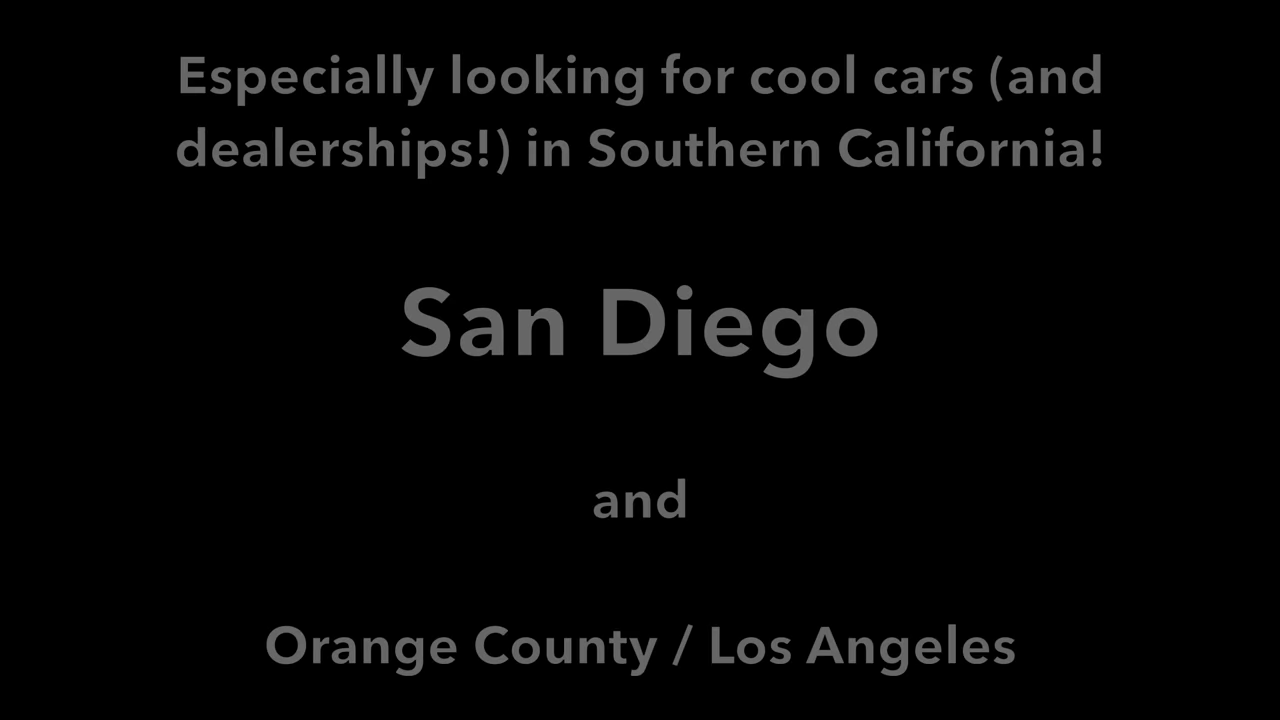 Especially looking for cool cars (and
dealerships!) in Southern California!
San Diego
and
Orange County / Los Angeles